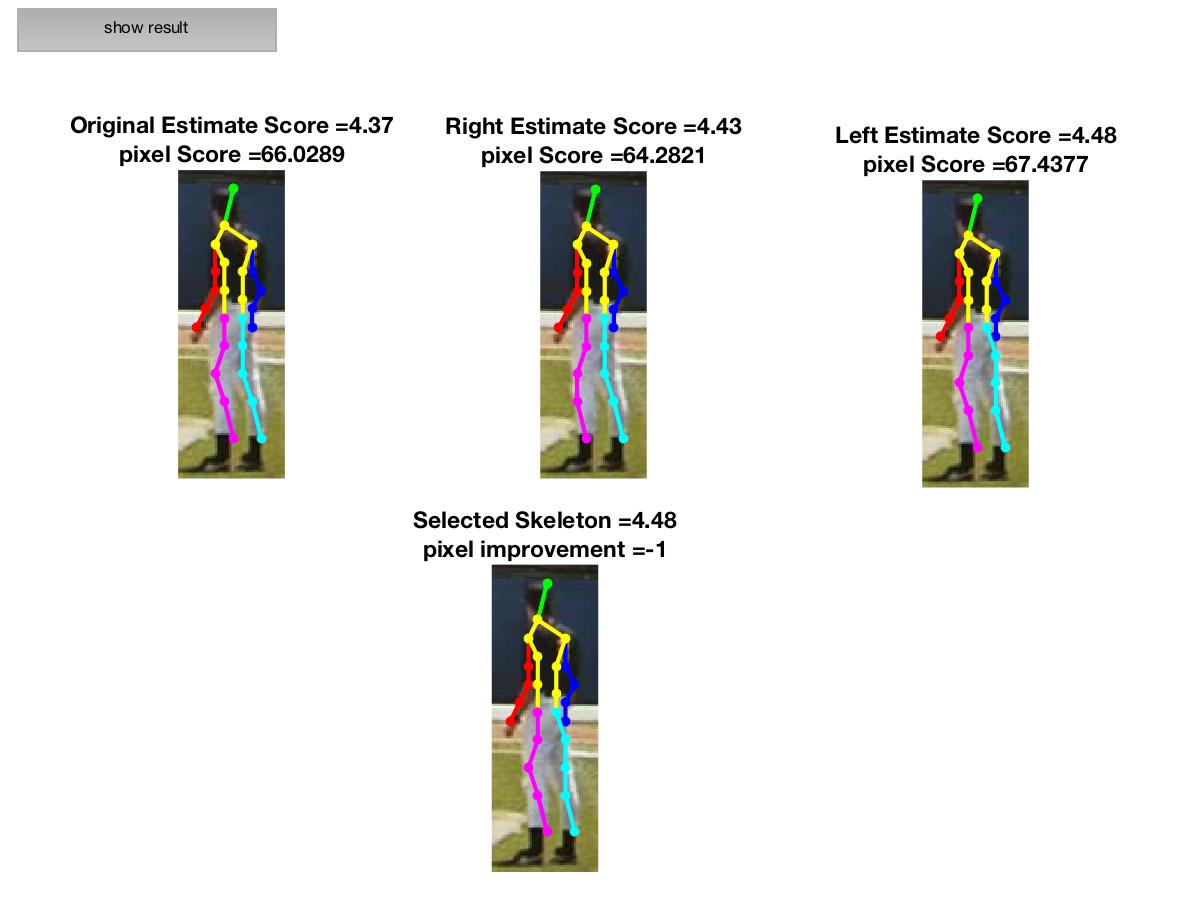 show result
Original Estimate Score =4.37
pixel Score =66.0289
Right Estimate Score =4.43
pixel Score =64.2821
Left Estimate Score =4.48
pixel Score =67.4377
Selected Skeleton =4.48
pixel improvement =-1